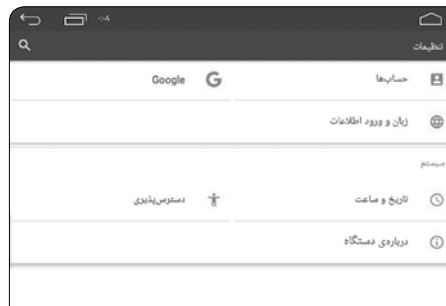 تنظیمات
حساب‌ها
Google
زبان و ورود اطلاعات
سیستم
تاریخ و ساعت
دسترس‌پذیری
درباره‌ی دستگاه